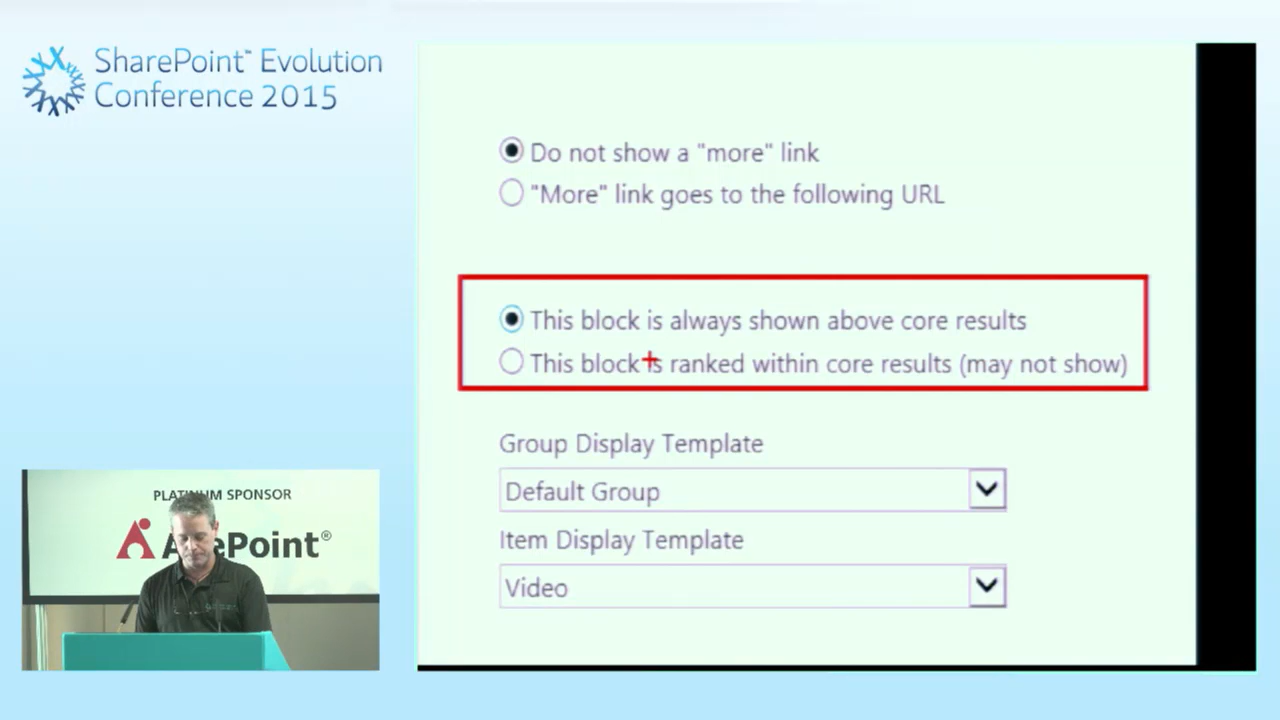 SharePoint™ Evolution
Conference 2015
Do not show a "more" link
"More" link goes to the following URL
This block is always shown above core results
This block is ranked within core results (may not show)
Group Display Template
Default Group
Item Display Template
Video
PLATINUM SPONSOR
AvePoint®